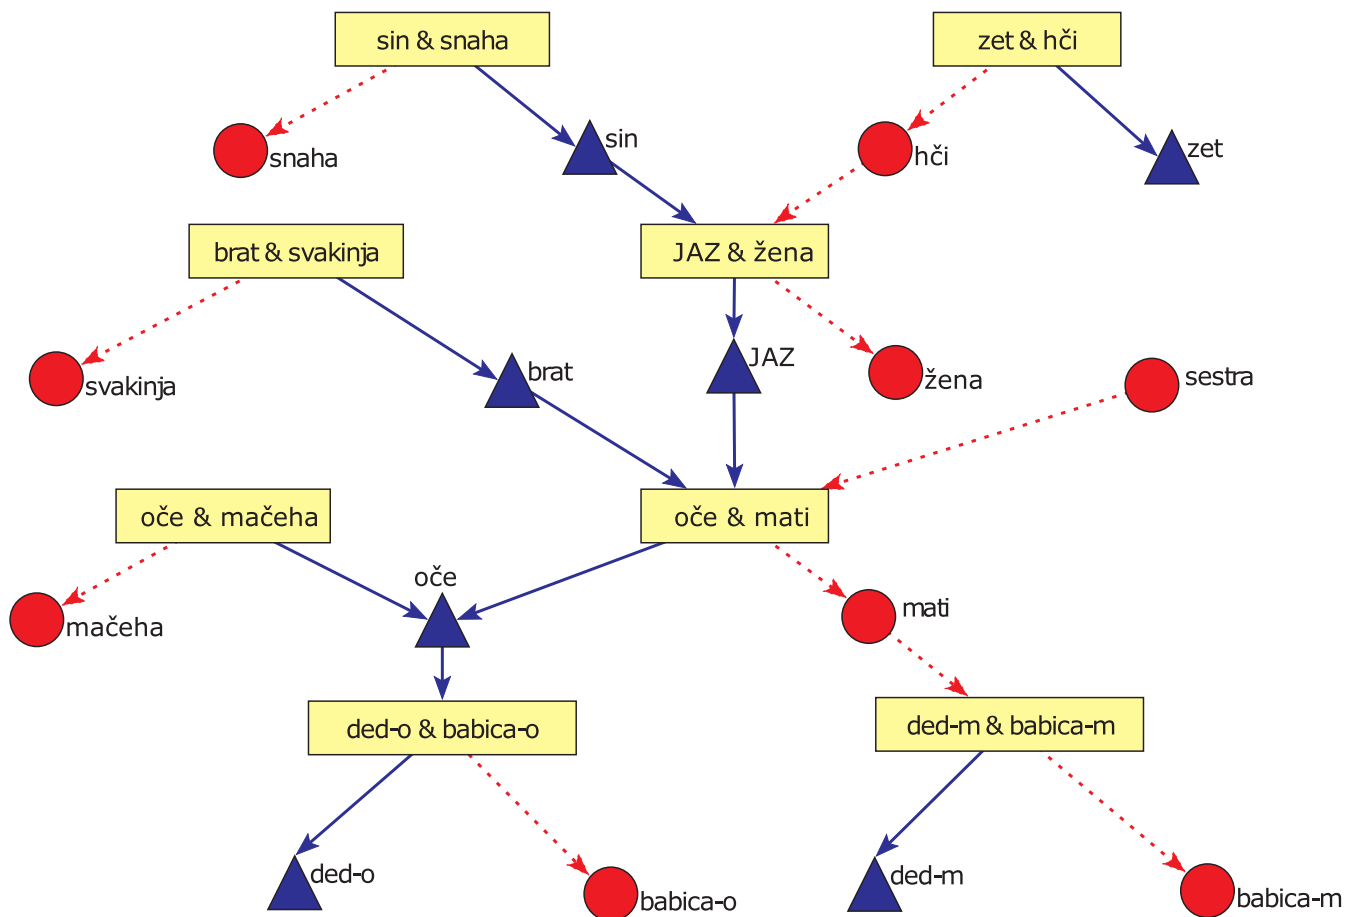 sin & snaha
zet & hči
sin
snaha
hči
zet
brat & svakinja
JAZ & žena
JAZ
brat
žena
sestra
svakinja
oče & mačeha
oče & mati
oče
mati
mačeha
ded-o & babica-o
ded-m & babica-m
ded-o
ded-m
babica-o
babica-m